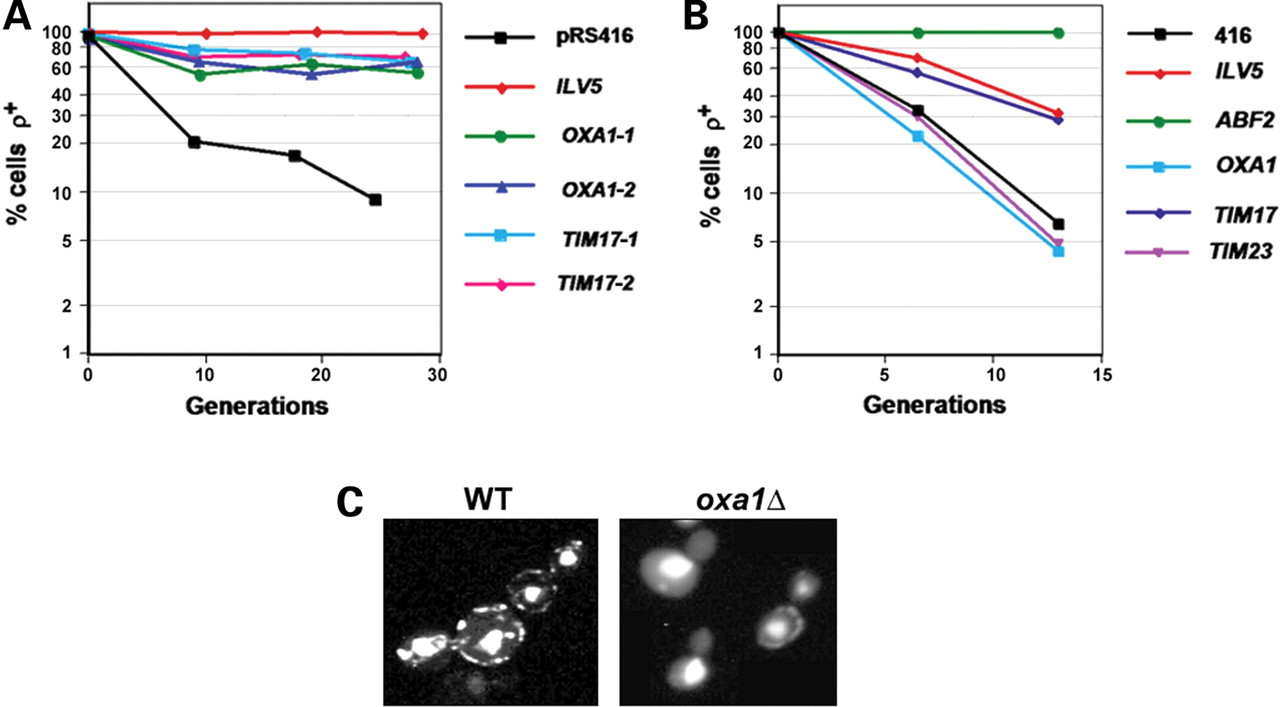 A
100
80
60
40
30
20
10
5
2
1
% cells ρ+
0 10 20 30
Generations
pRS416
ILV5
OXA1-1
OXA1-2
TIM17-1
TIM17-2
B
100
80
60
40
30
20
10
5
2
1
% cells ρ+
0 5 10 15
Generations
416
ILV5
ABF2
OXA1
TIM17
TIM23
C
WT
oxa1Δ